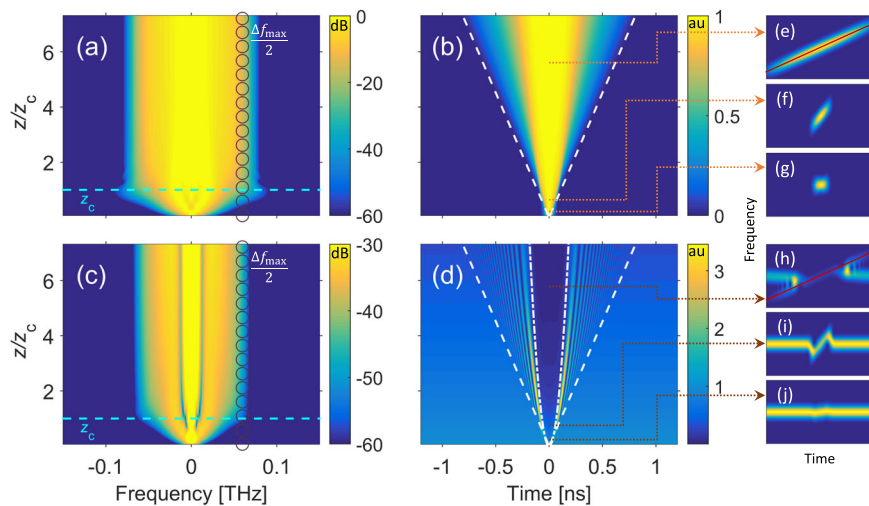 (a)
Δf_max
2
0
dB
-20
-40
-60
z/z_c
6
4
2
z_c
(b)
1
au
0.5
0
(e)
(f)
(g)
Frequency
(c)
Δf_max
2
-30
dB
-40
-50
-60
z/z_c
6
4
2
z_c
-0.1
0
0.1
Frequency [THz]
(d)
au
3
2
1
-1
-0.5
0
0.5
1
Time [ns]
(h)
(i)
(j)
Time